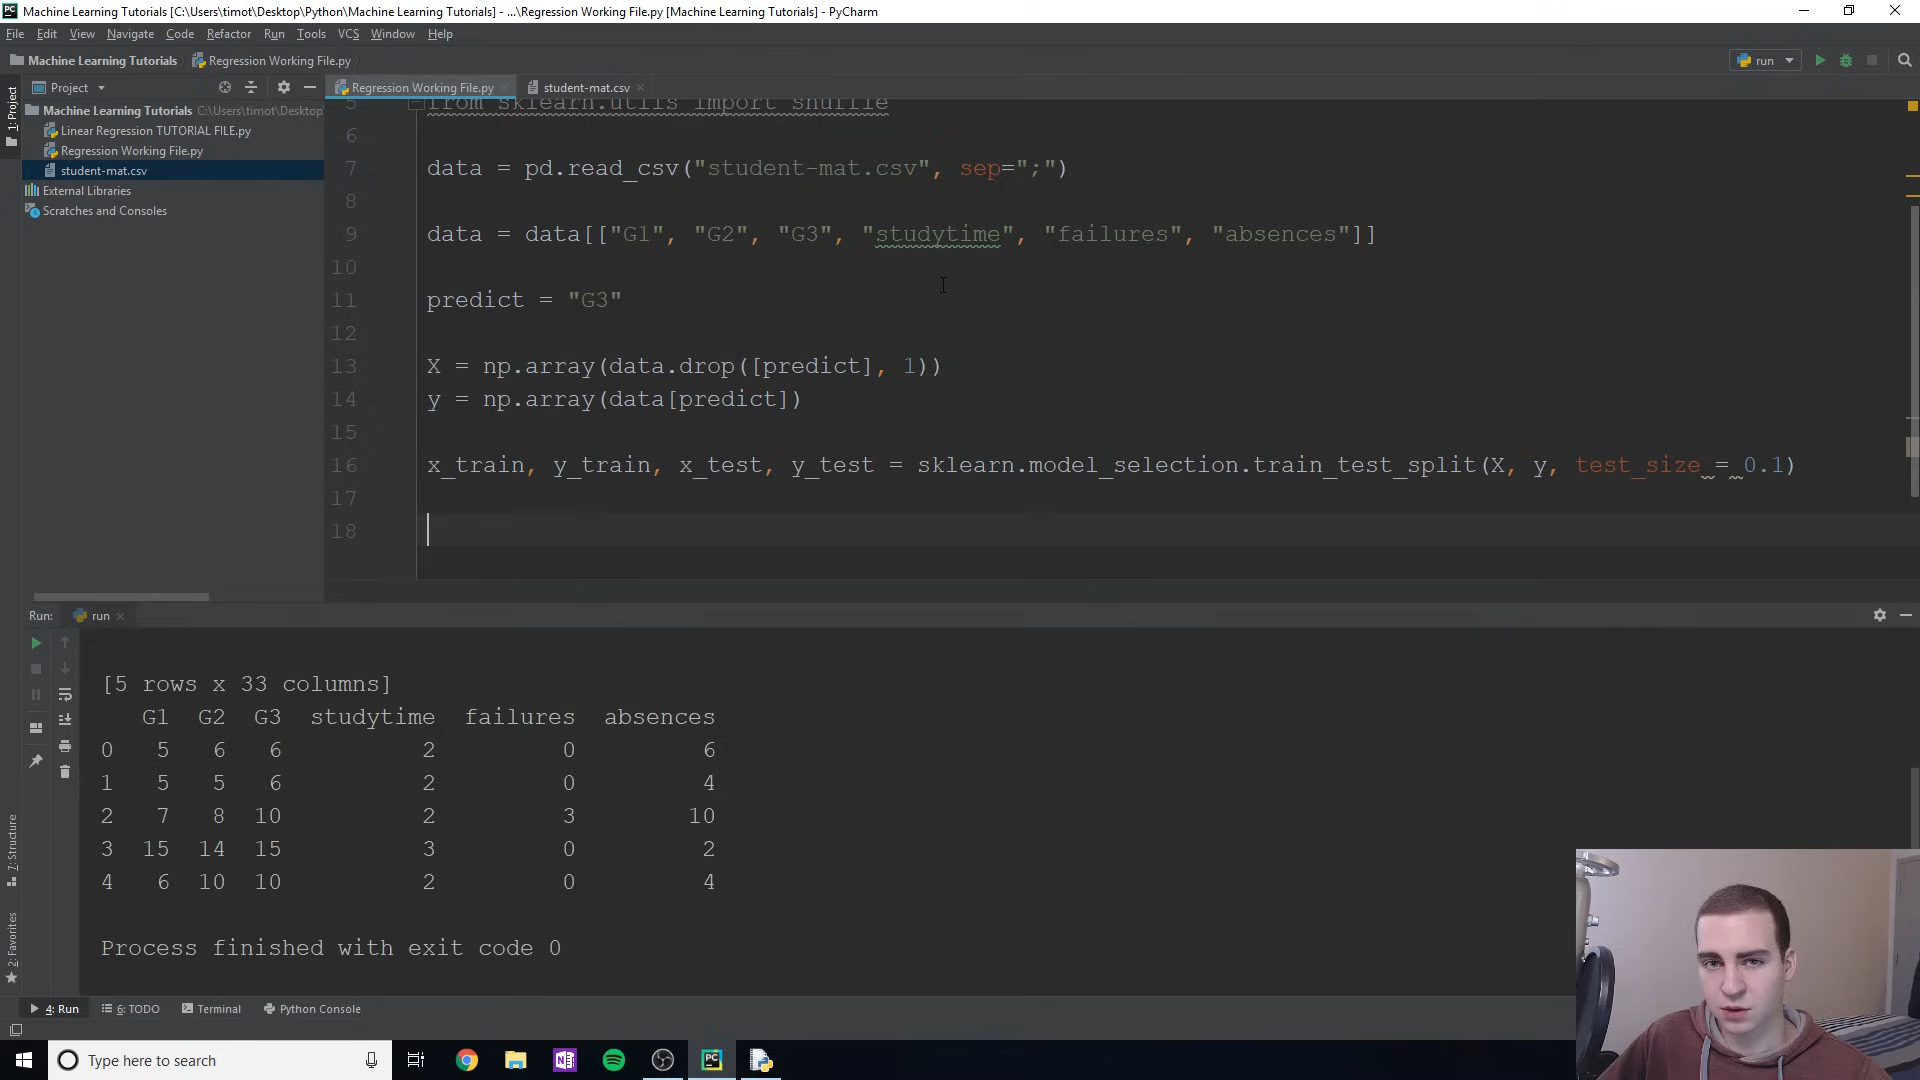 Machine Learning Tutorials [C:\Users\timot\Desktop\Python\Machine Learning Tutorials] - ...\Regression Working File.py [Machine Learning Tutorials] - PyCharm
File Edit View Navigate Code Refactor Run Tools VCS Window Help
Machine Learning Tutorials Regression Working File.py run
Project Regression Working File.py student-mat.csv
1: Project
Machine Learning Tutorials C:\Users\timot\Desktop
Linear Regression TUTORIAL FILE.py
Regression Working File.py
student-mat.csv
External Libraries
Scratches and Consoles
5 from sklearn.utils import shuffle
6
7 data = pd.read_csv("student-mat.csv", sep=";")
8
9 data = data[["G1", "G2", "G3", "studytime", "failures", "absences"]]
10
11 predict = "G3"
12
13 X = np.array(data.drop([predict], 1))
14 y = np.array(data[predict])
15
16 x_train, y_train, x_test, y_test = sklearn.model_selection.train_test_split(X, y, test_size = 0.1)
17
18
Run: run
[5 rows x 33 columns]
G1 G2 G3 studytime failures absences
0 5 6 6 2 0 6
1 5 5 6 2 0 4
2 7 8 10 2 3 10
3 15 14 15 3 0 2
4 6 10 10 2 0 4
Process finished with exit code 0
7: Structure
2: Favorites
4: Run 6: TODO Terminal Python Console
Type here to search